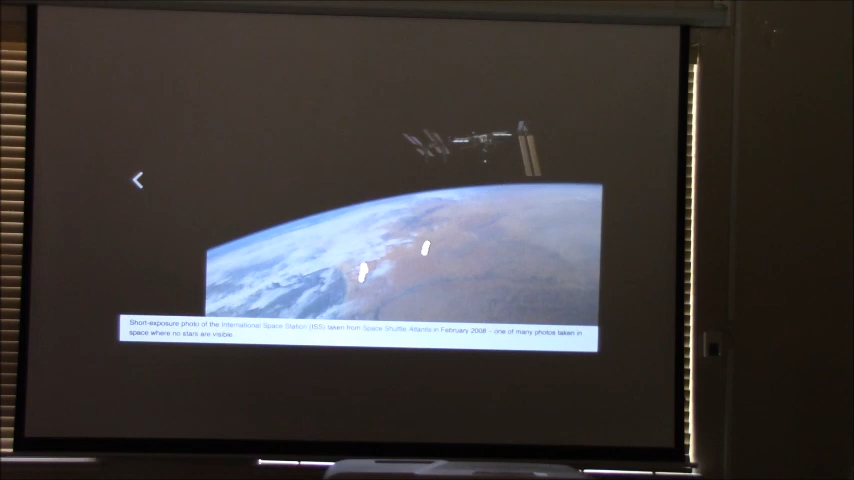 Short-exposure photo of the International Space Station (ISS) taken from Space Shuttle Atlantis in February 2008 – one of many photos taken in
space where no stars are visible.